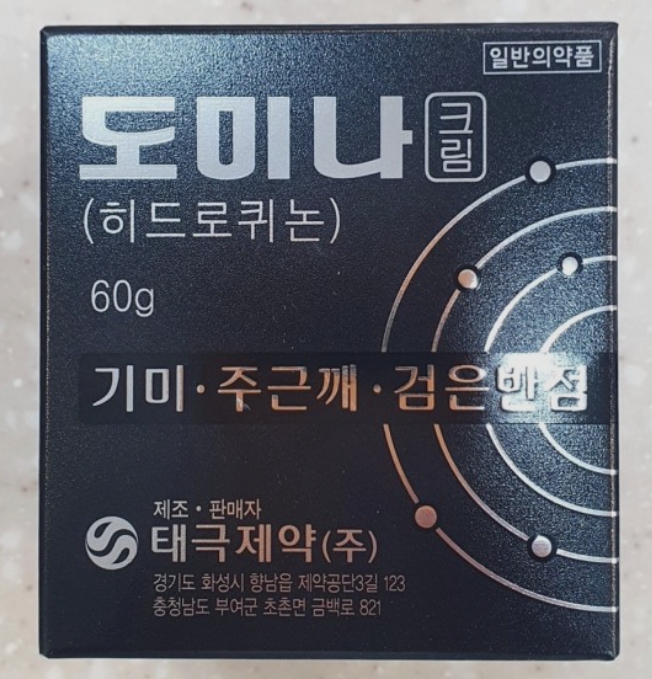 일반의약품
도미나 크림
(히드로퀴논)
60g
기미·주근깨·검은반점
제조·판매자
태극제약(주)
경기도 화성시 향남읍 제약공단3길 123
충청남도 부여군 초촌면 금백로 821